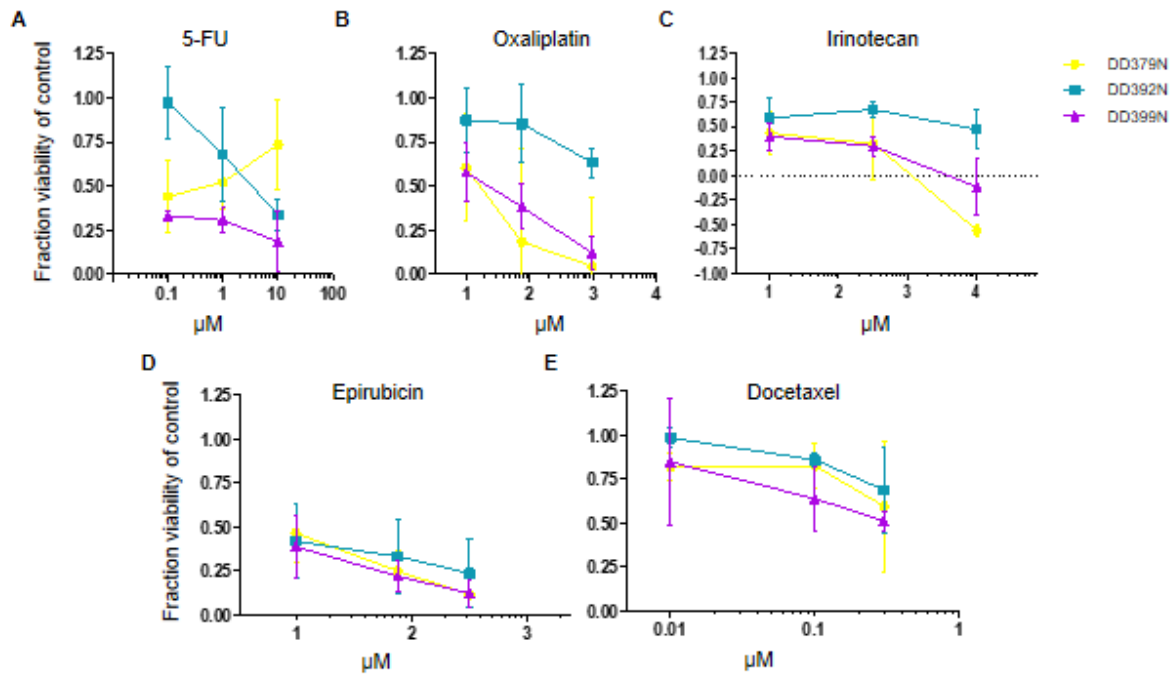 A
5-FU
Fraction viability of control
1.25
1.00
0.75
0.50
0.25
0.00
0.1
1
10
100
µM
B
Oxaliplatin
1.25
1.00
0.75
0.50
0.25
0.00
1
2
3
4
µM
C
Irinotecan
1.25
1.0
0.75
0.5
0.25
0.00
-0.25
-0.5
-0.75
-1.00
1
2
3
4
µM
DD379N
DD392N
DD399N
D
Epirubicin
Fraction viability of control
1.25
1.00
0.75
0.50
0.25
0.00
1
2
3
µM
E
Docetaxel
1.25
1.00
0.75
0.50
0.25
0.00
0.01
0.1
1
µM